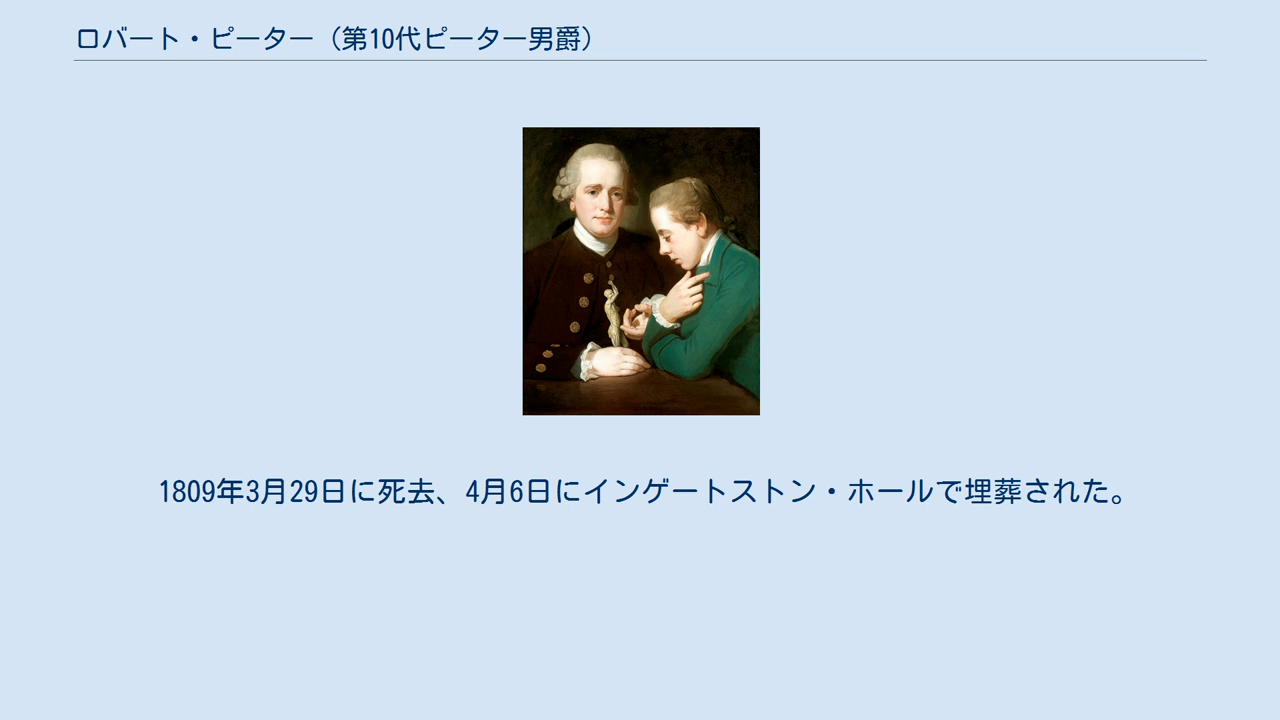 ロバート・ピーター（第10代ピーター男爵）
1809年3月29日に死去、4月6日にインゲートストン・ホールで埋葬された。